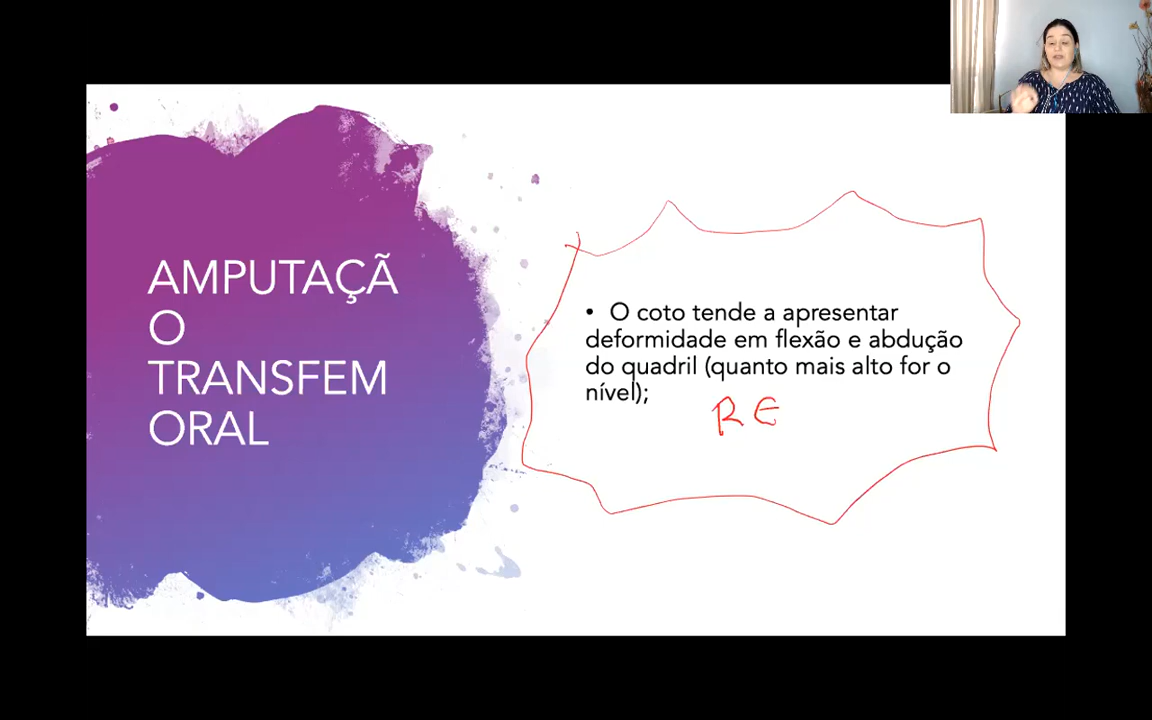 AMPUTAÇÃ
O
TRANSFEM
ORAL
• O coto tende a apresentar
deformidade em flexão e abdução
do quadril (quanto mais alto for o
nível);
RE